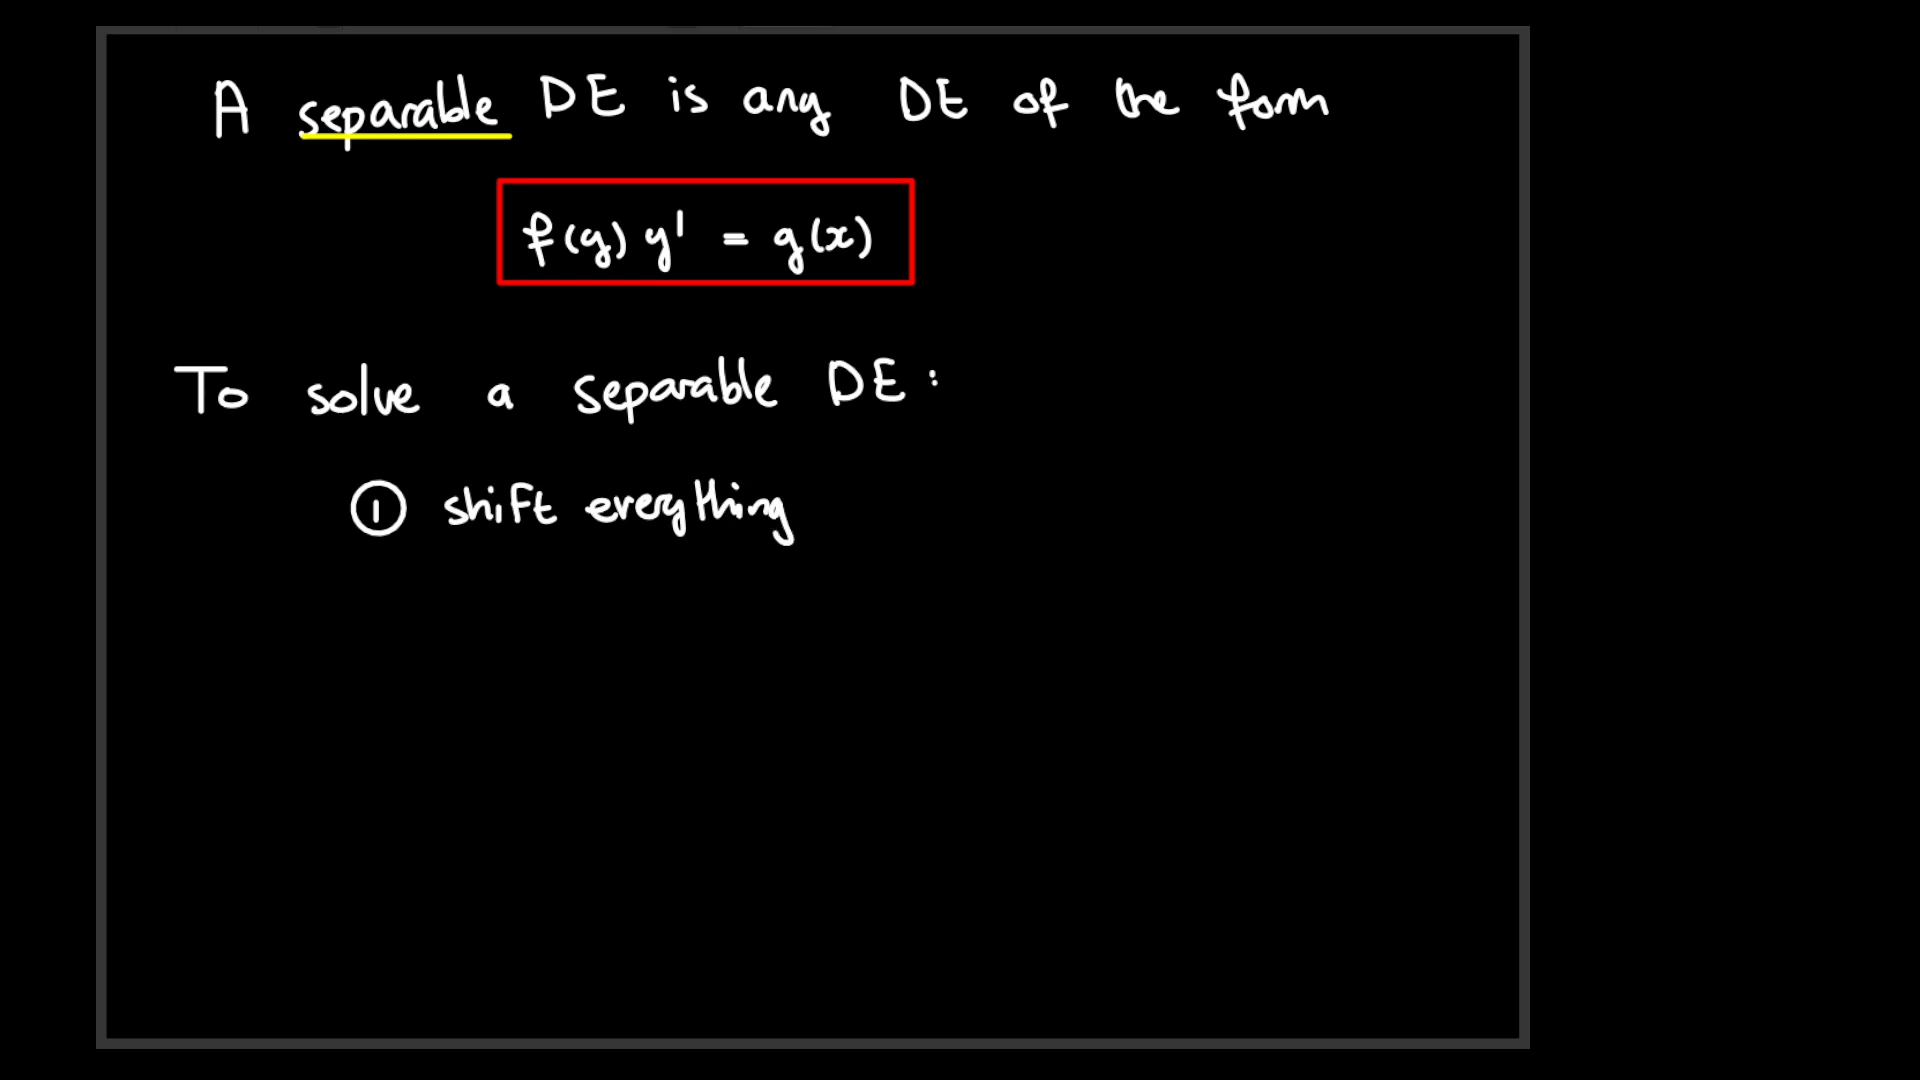 A separable DE is any DE of the form
f(y) y' = g(x)
To solve a separable DE:
① shift everything